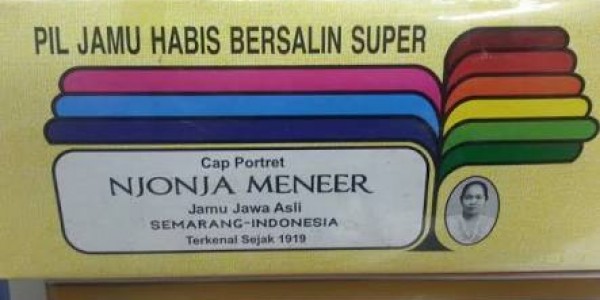 PIL JAMU HABIS BERSALIN SUPER
Cap Portret
NJONJA MENEER
Jamu Jawa Asli
SEMARANG-INDONESIA
Terkenal Sejak 1919